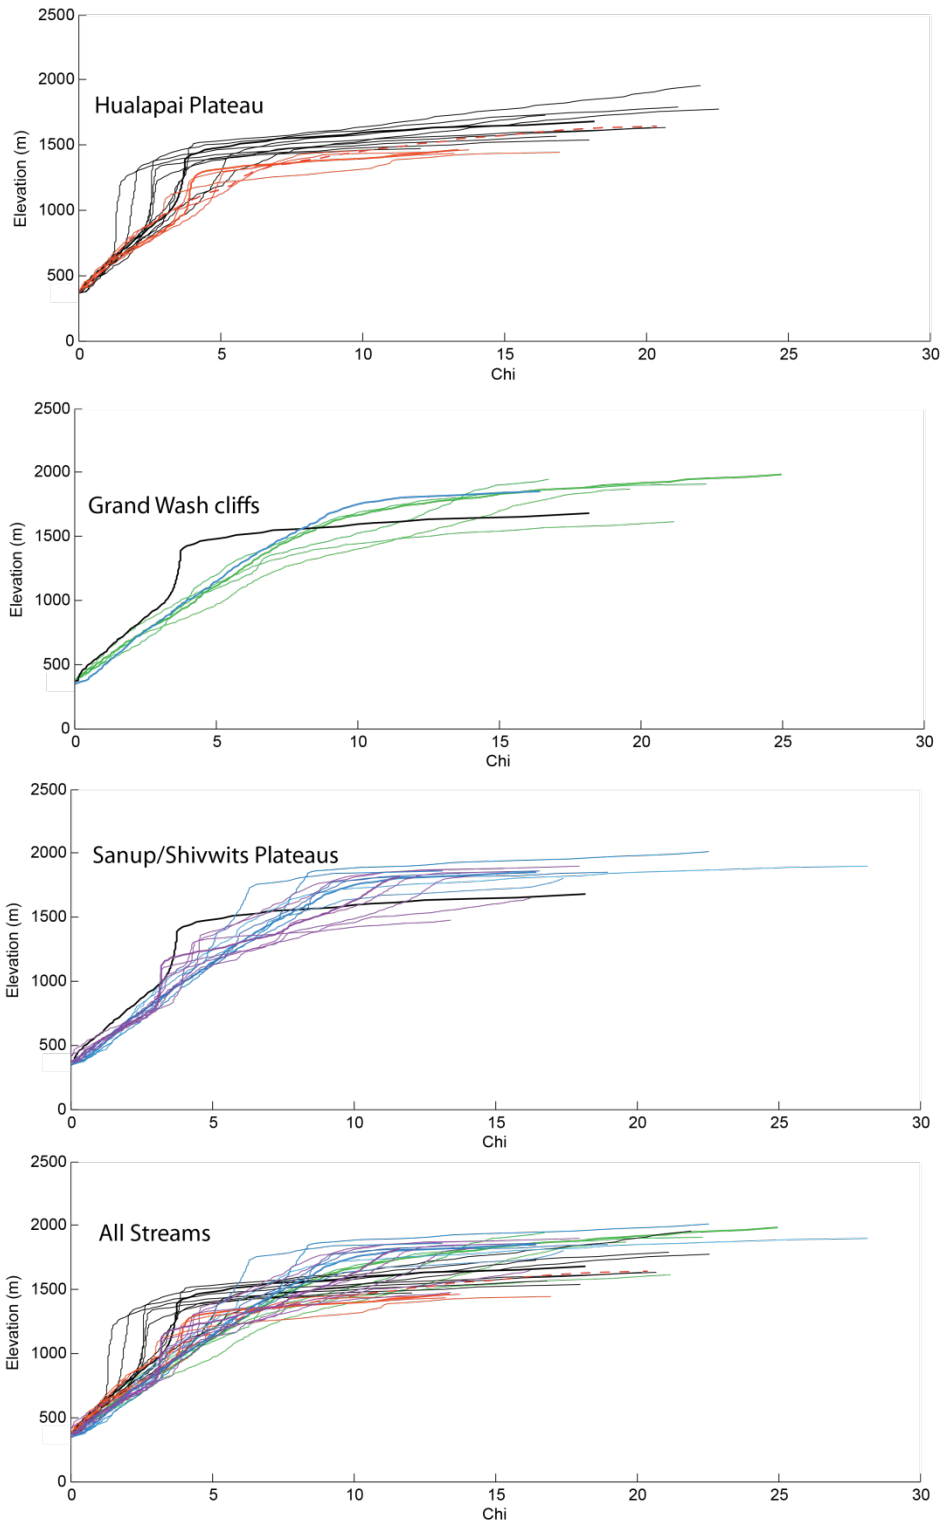 2500
2000
1500
1000
500
0
Elevation (m)
Hualapai Plateau
0 5 10 15 20 25 30
Chi
2500
2000
1500
1000
500
0
Elevation (m)
Grand Wash cliffs
0 5 10 15 20 25 30
Chi
2500
2000
1500
1000
500
0
Elevation (m)
Sanup/Shivwits Plateaus
0 5 10 15 20 25 30
Chi
2500
2000
1500
1000
500
0
Elevation (m)
All Streams
0 5 10 15 20 25 30
Chi